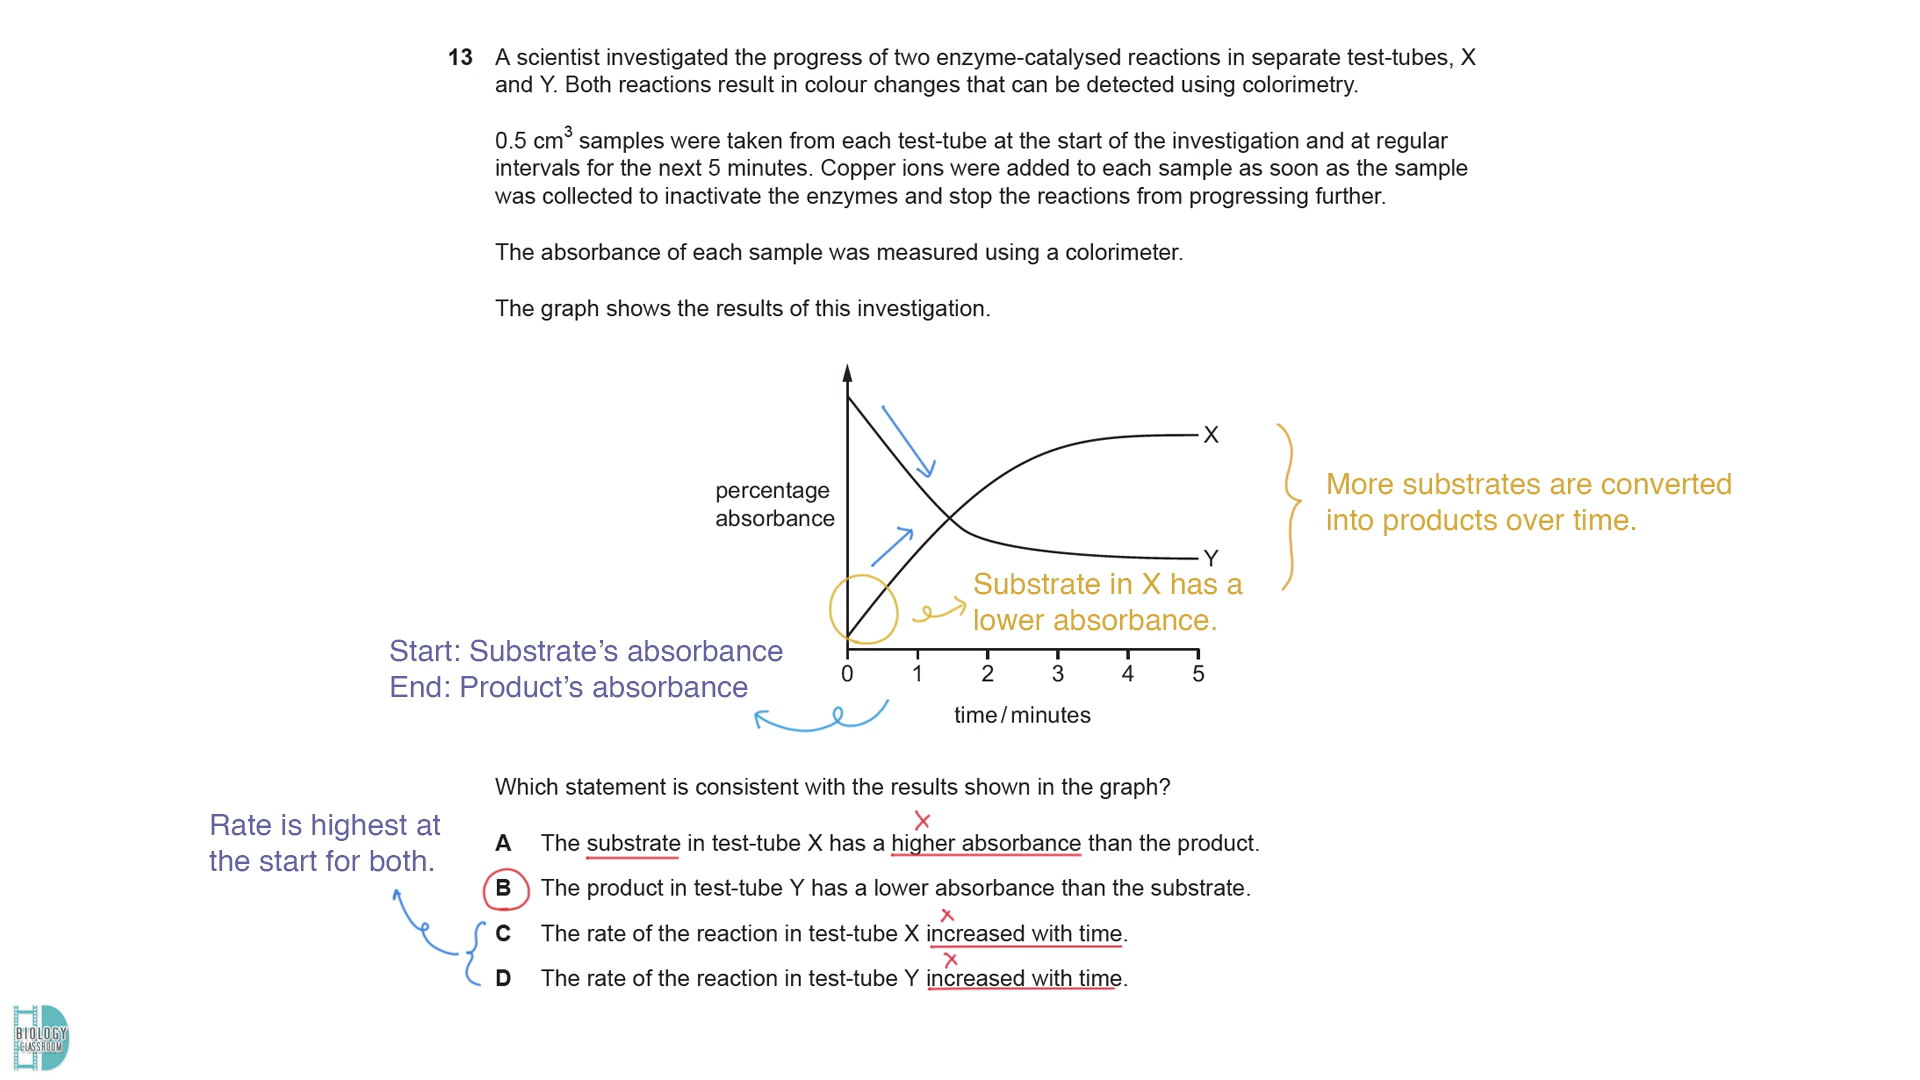 13 A scientist investigated the progress of two enzyme-catalysed reactions in separate test-tubes, X
and Y. Both reactions result in colour changes that can be detected using colorimetry.
0.5 cm³ samples were taken from each test-tube at the start of the investigation and at regular
intervals for the next 5 minutes. Copper ions were added to each sample as soon as the sample
was collected to inactivate the enzymes and stop the reactions from progressing further.
The absorbance of each sample was measured using a colorimeter.
The graph shows the results of this investigation.
X
percentage
absorbance
More substrates are converted
into products over time.
Y
Substrate in X has a
lower absorbance.
Start: Substrate's absorbance
End: Product's absorbance
0 1 2 3 4 5
time / minutes
Which statement is consistent with the results shown in the graph?
Rate is highest at
the start for both.
A The substrate in test-tube X has a higher absorbance than the product.
B The product in test-tube Y has a lower absorbance than the substrate.
C The rate of the reaction in test-tube X increased with time.
D The rate of the reaction in test-tube Y increased with time.
BIOLOGY
CLASSROOM